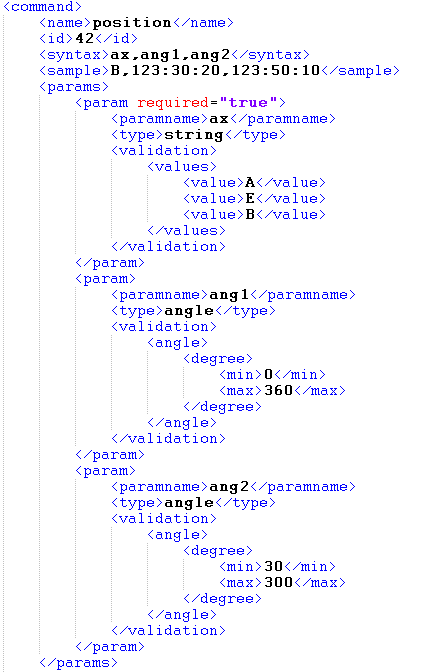 <command>
<name>position</name>
<id>42</id>
<syntax>ax,ang1,ang2</syntax>
<sample>B,123:30:20,123:50:10</sample>
<params>
<param required="true">
<paramname>ax</paramname>
<type>string</type>
<validation>
<values>
<value>A</value>
<value>E</value>
<value>B</value>
</values>
</validation>
</param>
<param>
<paramname>ang1</paramname>
<type>angle</type>
<validation>
<angle>
<degree>
<min>0</min>
<max>360</max>
</degree>
</angle>
</validation>
</param>
<param>
<paramname>ang2</paramname>
<type>angle</type>
<validation>
<angle>
<degree>
<min>30</min>
<max>300</max>
</degree>
</angle>
</validation>
</param>
</params>